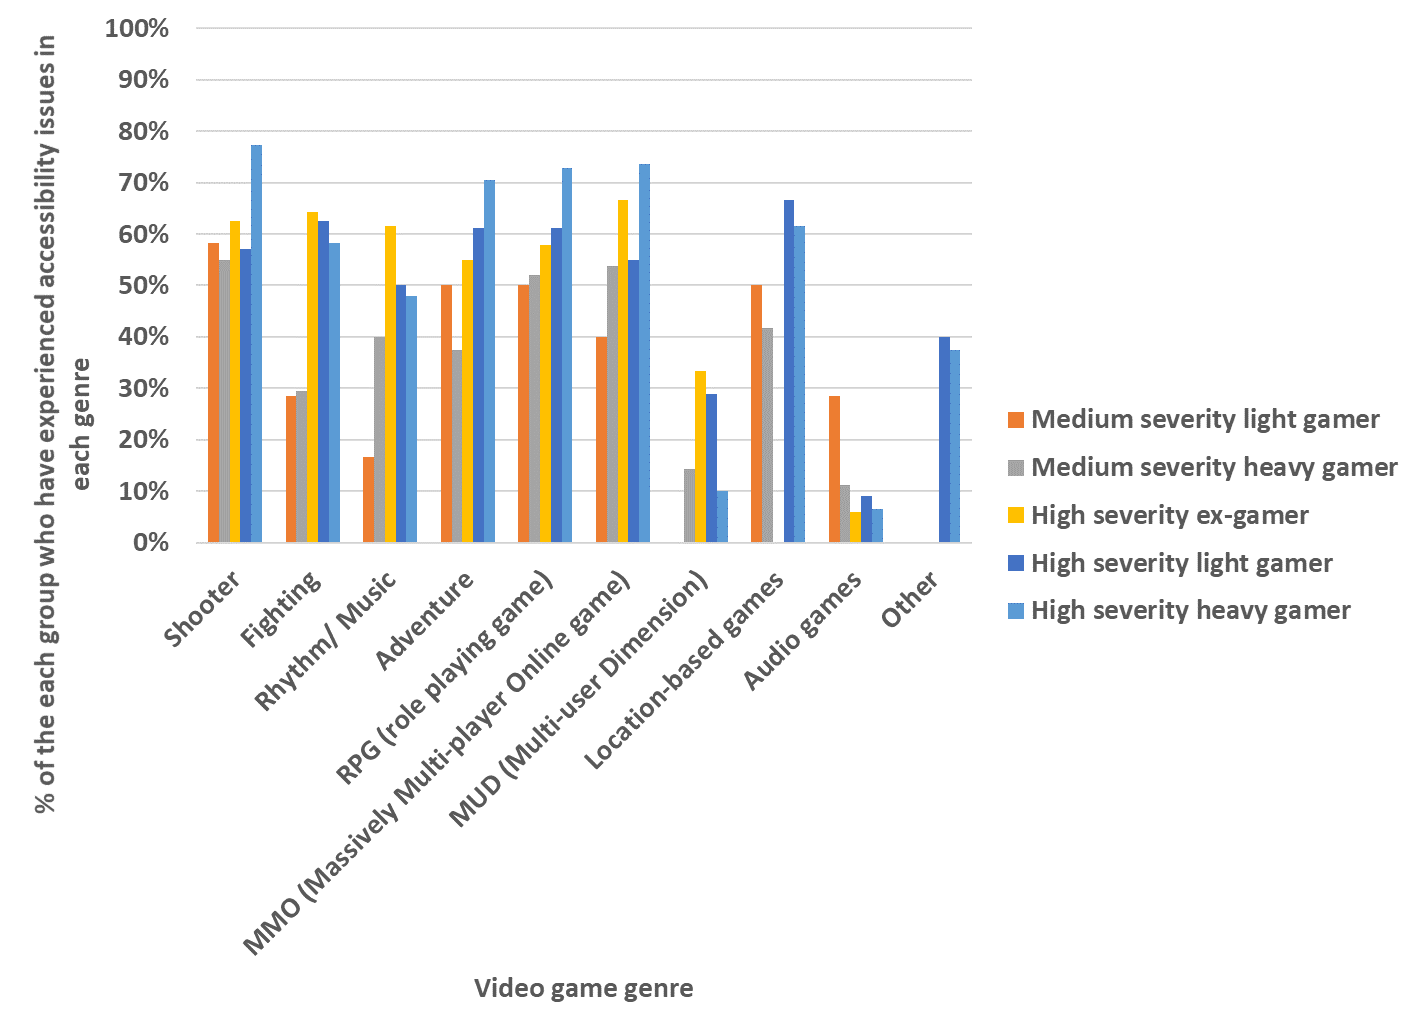 % of the each group who have experienced accessibility issues in
each genre
100%
90%
80%
70%
60%
50%
40%
30%
20%
10%
0%
Shooter
Fighting
Rhythm/ Music
Adventure
RPG (role playing game)
MMO (Massively Multi-player Online game)
MUD (Multi-user Dimension)
Location-based games
Audio games
Other
Video game genre
Medium severity light gamer
Medium severity heavy gamer
High severity ex-gamer
High severity light gamer
High severity heavy gamer